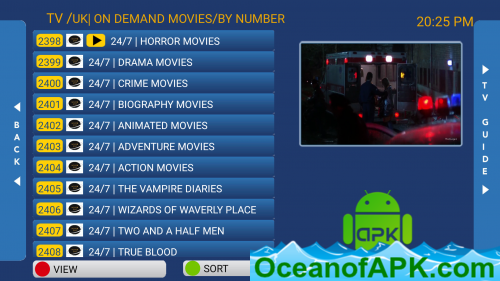 TV /UK| ON DEMAND MOVIES/BY NUMBER
20:25 PM
2398 24/7 | HORROR MOVIES
2399 24/7 | DRAMA MOVIES
2400 24/7 | CRIME MOVIES
2401 24/7 | BIOGRAPHY MOVIES
2402 24/7 | ANIMATED MOVIES
2403 24/7 | ADVENTURE MOVIES
2404 24/7 | ACTION MOVIES
2405 24/7 | THE VAMPIRE DIARIES
2406 24/7 | WIZARDS OF WAVERLY PLACE
2407 24/7 | TWO AND A HALF MEN
2408 24/7 | TRUE BLOOD
BACK
TV GUIDE
VIEW
SORT
apk
OceanofAPK.com